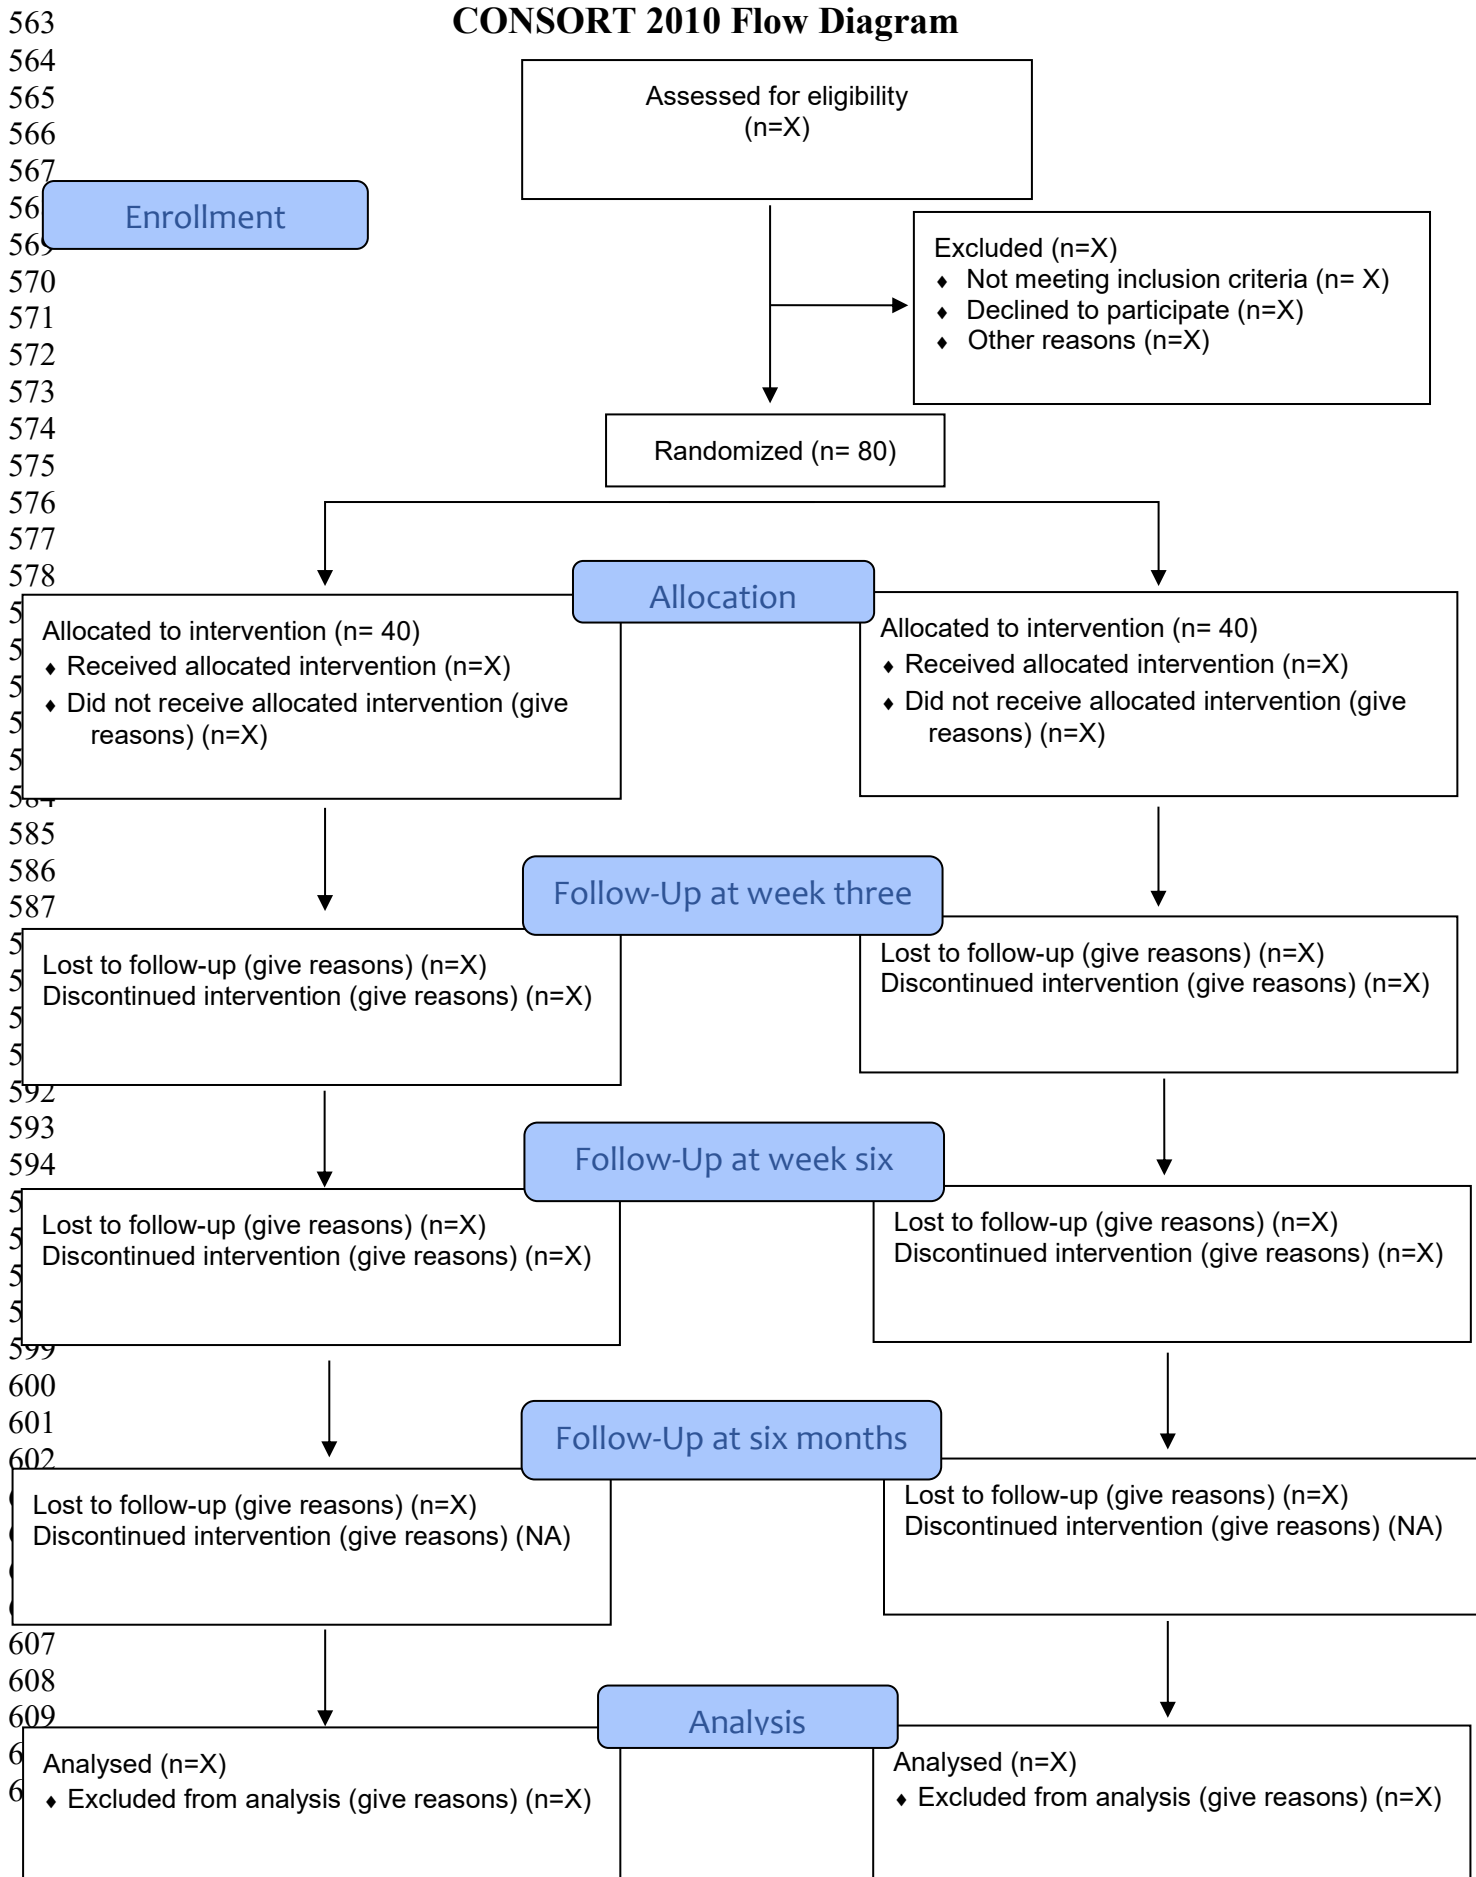 563
CONSORT 2010 Flow Diagram
564
565
566
567
56
569
570
571
572
573
574
575
576
577
578
584
585
586
587
592
593
594
599
600
601
602
607
608
609
Assessed for eligibility
(n=X)
Enrollment
Excluded (n=X)
♦ Not meeting inclusion criteria (n= X)
♦ Declined to participate (n=X)
♦ Other reasons (n=X)
Randomized (n= 80)
Allocation
Allocated to intervention (n= 40)
♦ Received allocated intervention (n=X)
♦ Did not receive allocated intervention (give
reasons) (n=X)
Allocated to intervention (n= 40)
♦ Received allocated intervention (n=X)
♦ Did not receive allocated intervention (give
reasons) (n=X)
Follow-Up at week three
Lost to follow-up (give reasons) (n=X)
Discontinued intervention (give reasons) (n=X)
Lost to follow-up (give reasons) (n=X)
Discontinued intervention (give reasons) (n=X)
Follow-Up at week six
Lost to follow-up (give reasons) (n=X)
Discontinued intervention (give reasons) (n=X)
Lost to follow-up (give reasons) (n=X)
Discontinued intervention (give reasons) (n=X)
Follow-Up at six months
Lost to follow-up (give reasons) (n=X)
Discontinued intervention (give reasons) (NA)
Lost to follow-up (give reasons) (n=X)
Discontinued intervention (give reasons) (NA)
Analysis
Analysed (n=X)
♦ Excluded from analysis (give reasons) (n=X)
Analysed (n=X)
♦ Excluded from analysis (give reasons) (n=X)